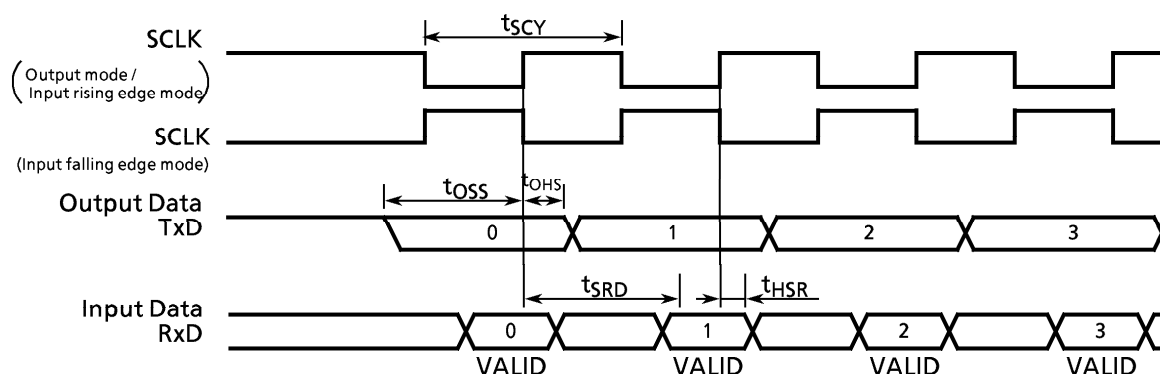 tSCY
SCLK
(Output mode /
Input rising edge mode)
SCLK
(Input falling edge mode)
tOSS
tOHS
Output Data
TxD
0 1 2 3
tSRD
tHSR
Input Data
RxD
0 1 2 3
VALID VALID VALID VALID